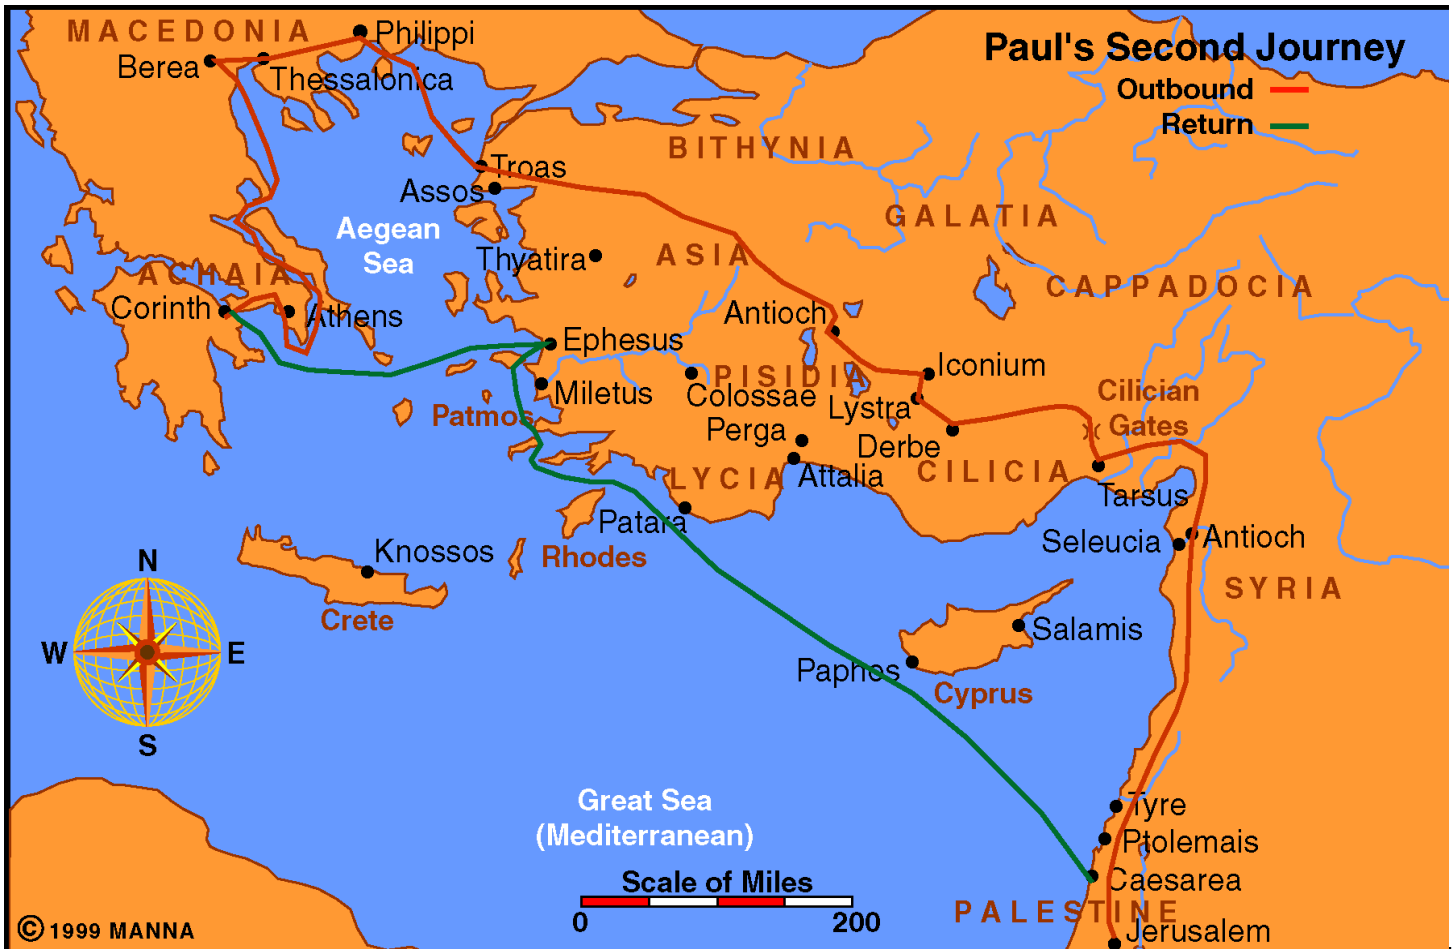 MACEDONIA
Philippi
Berea
Thessalonica
Paul's Second Journey
Outbound
Return
BITHYNIA
Troas
Assos
GALATIA
Aegean
Sea
Thyatira
ASIA
ACHAIA
CAPPADOCIA
Corinth
Athens
Antioch
Ephesus
Iconium
PISIDIA
Miletus
Colossae
Lystra
Cilician
Gates
Patmos
Perga
Derbe
LYCIA
Attalia
CILICIA
Tarsus
Patara
Seleucia
Antioch
Knossos
Rhodes
SYRIA
Crete
N
W
E
S
Salamis
Paphos
Cyprus
Great Sea
(Mediterranean)
Tyre
Ptolemais
Caesarea
Scale of Miles
0
200
PALESTINE
Jerusalem
© 1999 MANNA